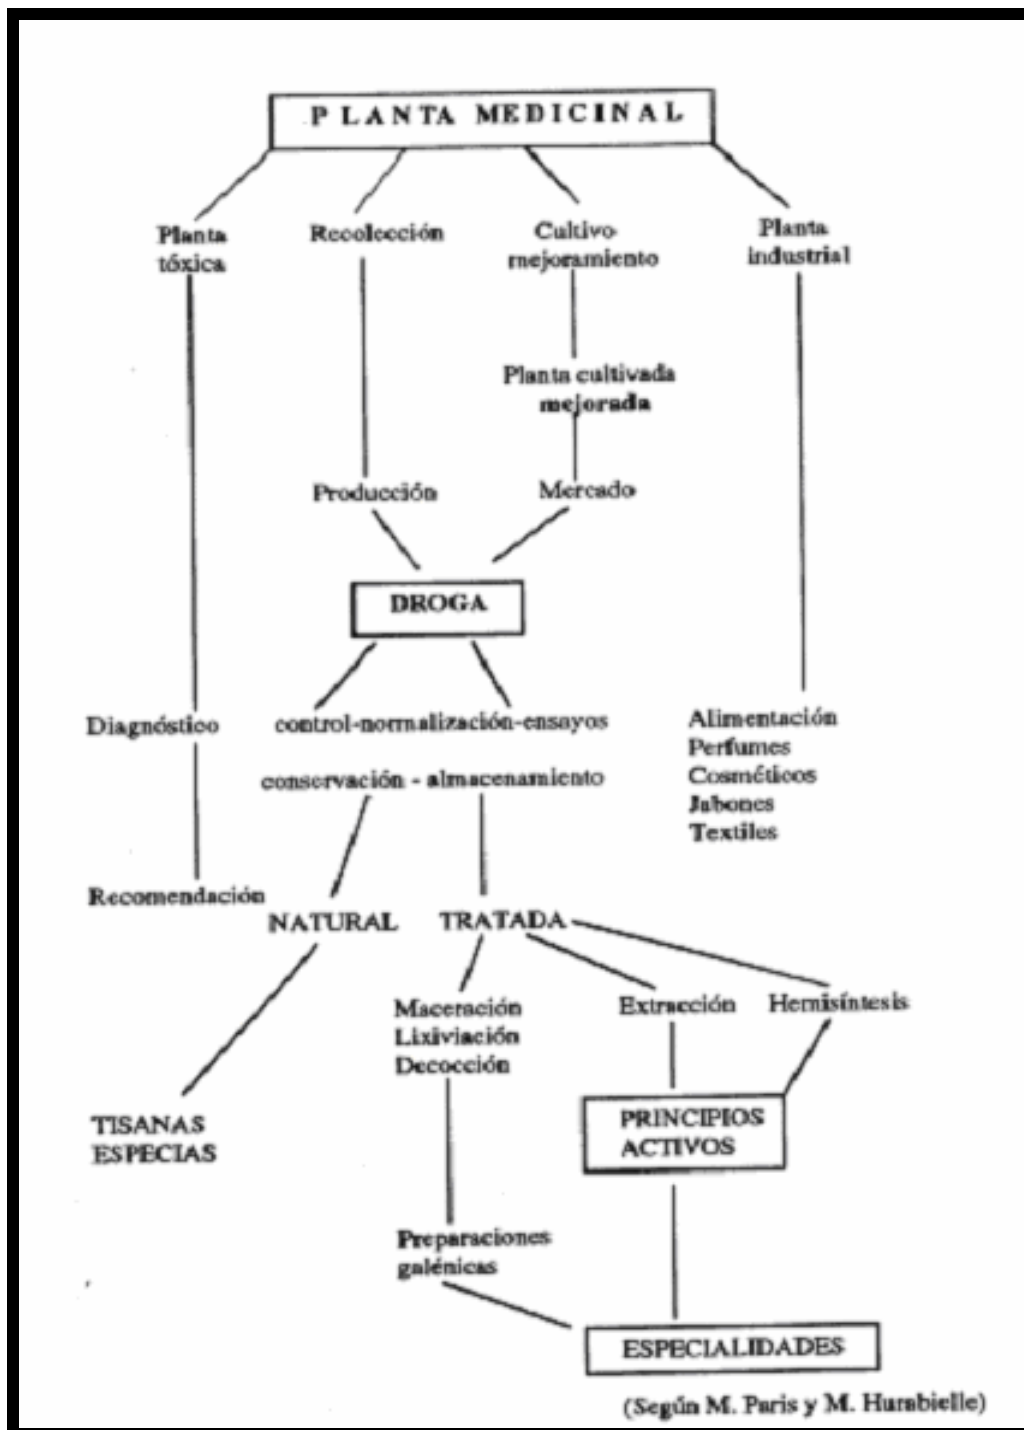 PLANTA MEDICINAL
Planta
tóxica
Recolección
Cultivo
mejoramiento
Planta
industrial
Planta cultivada
mejorada
Producción
Mercado
DROGA
Diagnóstico
control-normalización-ensayos
conservación - almacenamiento
Alimentación
Perfumes
Cosméticos
Jabones
Textiles
Recomendación
NATURAL
TRATADA
Maceración
Lixiviación
Decocción
Extracción
Hemisíntesis
TISANAS
ESPECIAS
PRINCIPIOS
ACTIVOS
Preparaciones
galénicas
ESPECIALIDADES
(Según M. Paris y M. Hurabielle)